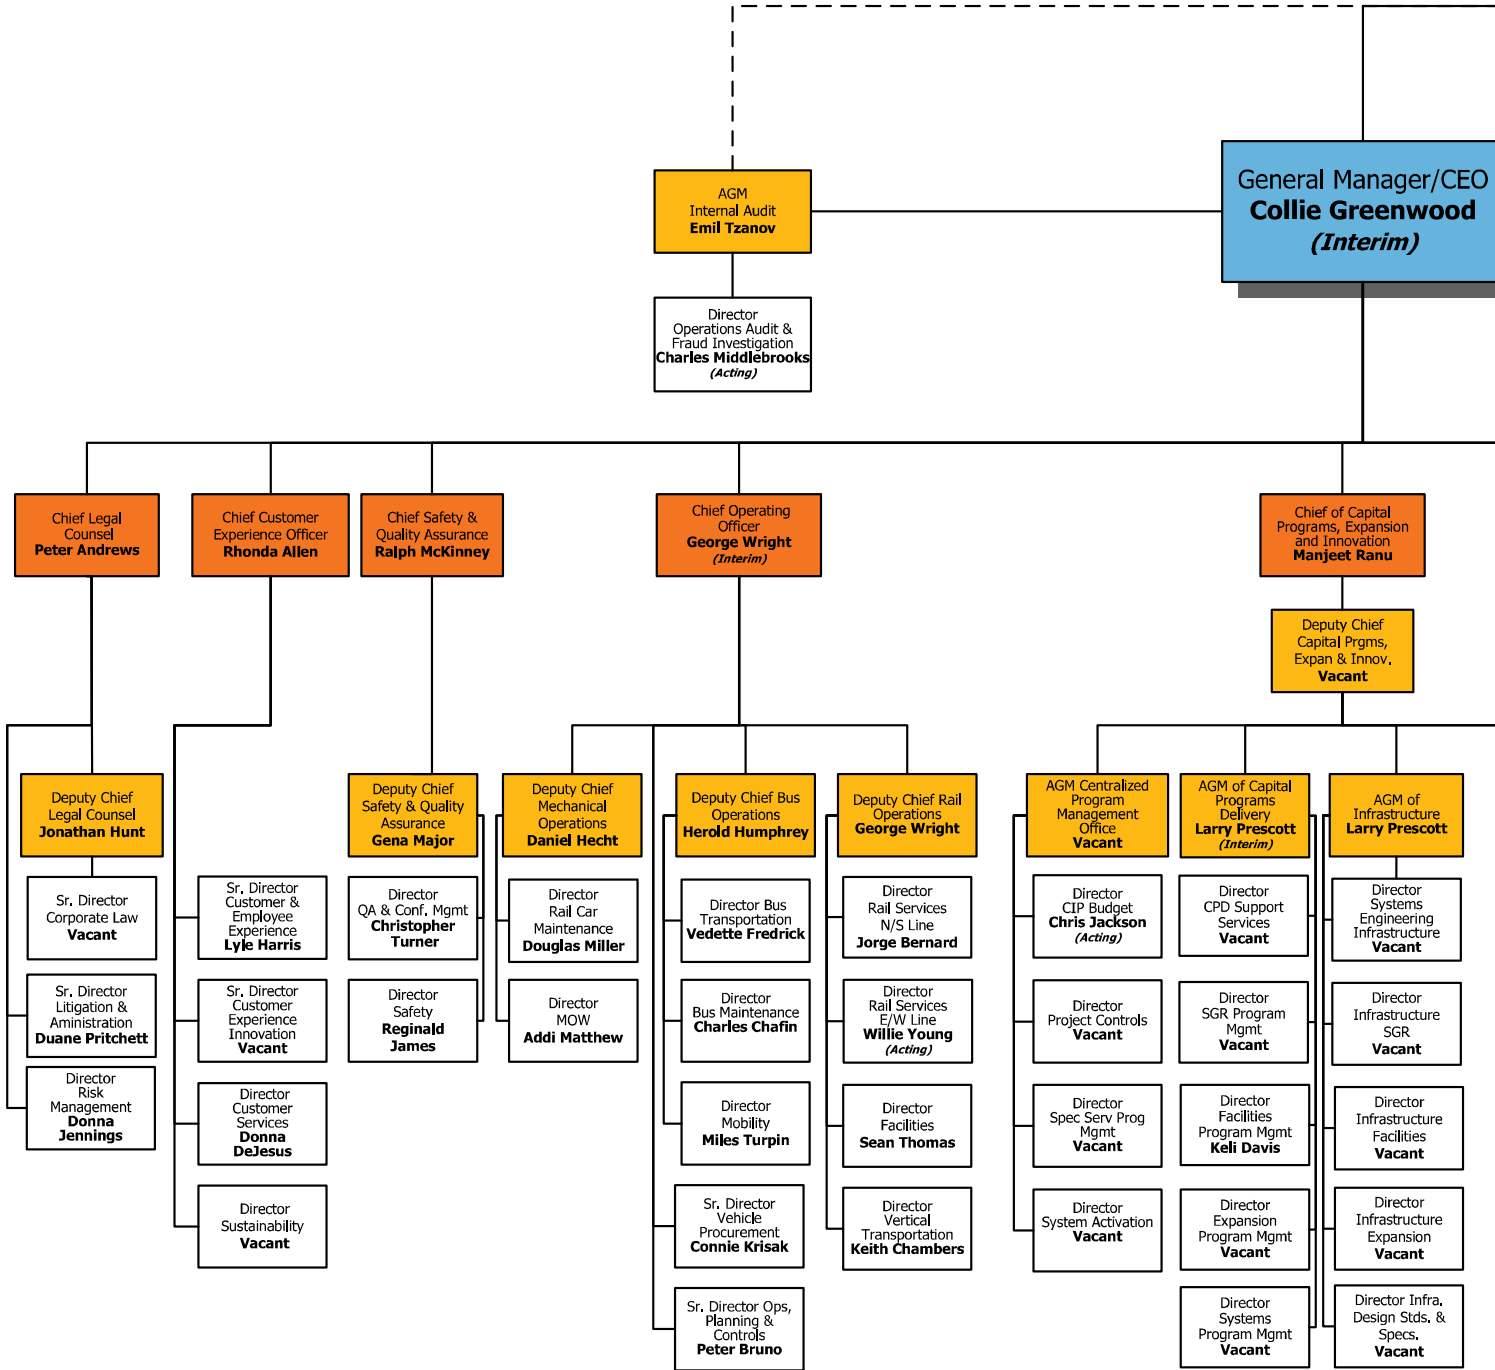 General Manager/CEO
Collie Greenwood
(Interim)
AGM
Internal Audit
Emil Tzanov
Director
Operations Audit &
Fraud Investigation
Charles Middlebrooks
(Acting)
Chief Legal
Counsel
Peter Andrews
Chief Customer
Experience Officer
Rhonda Allen
Chief Safety &
Quality Assurance
Ralph McKinney
Chief Operating
Officer
George Wright
(Interim)
Chief of Capital
Programs, Expansion
and Innovation
Manjeet Ranu
Deputy Chief
Capital Prgms,
Expan & Innov.
Vacant
Deputy Chief
Legal Counsel
Jonathan Hunt
Deputy Chief
Safety & Quality
Assurance
Gena Major
Deputy Chief
Mechanical
Operations
Daniel Hecht
Deputy Chief Bus
Operations
Herold Humphrey
Deputy Chief Rail
Operations
George Wright
AGM Centralized
Program
Management
Office
Vacant
AGM of Capital
Programs
Delivery
Larry Prescott
(Interim)
AGM of
Infrastructure
Larry Prescott
Sr. Director
Corporate Law
Vacant
Sr. Director
Customer &
Employee
Experience
Lyle Harris
Director
QA & Conf. Mgmt
Christopher
Turner
Director
Rail Car
Maintenance
Douglas Miller
Director Bus
Transportation
Vedette Fredrick
Director
Rail Services
N/S Line
Jorge Bernard
Director
CIP Budget
Chris Jackson
(Acting)
Director
CPD Support
Services
Vacant
Director
Systems
Engineering
Infrastructure
Vacant
Sr. Director
Litigation &
Aministration
Duane Pritchett
Sr. Director
Customer
Experience
Innovation
Vacant
Director
Safety
Reginald
James
Director
MOW
Addi Matthew
Director
Bus Maintenance
Charles Chafin
Director
Rail Services
E/W Line
Willie Young
(Acting)
Director
Project Controls
Vacant
Director
SGR Program
Mgmt
Vacant
Director
Infrastructure
SGR
Vacant
Director
Risk
Management
Donna
Jennings
Director
Customer
Services
Donna
DeJesus
Director
Mobility
Miles Turpin
Director
Facilities
Sean Thomas
Director
Spec Serv Prog
Mgmt
Vacant
Director
Facilities
Program Mgmt
Keli Davis
Director
Infrastructure
Facilities
Vacant
Director
Sustainability
Vacant
Sr. Director
Vehicle
Procurement
Connie Krisak
Director
Vertical
Transportation
Keith Chambers
Director
System Activation
Vacant
Director
Expansion
Program Mgmt
Vacant
Director
Infrastructure
Expansion
Vacant
Sr. Director Ops,
Planning &
Controls
Peter Bruno
Director
Systems
Program Mgmt
Vacant
Director Infra.
Design Stds. &
Specs.
Vacant